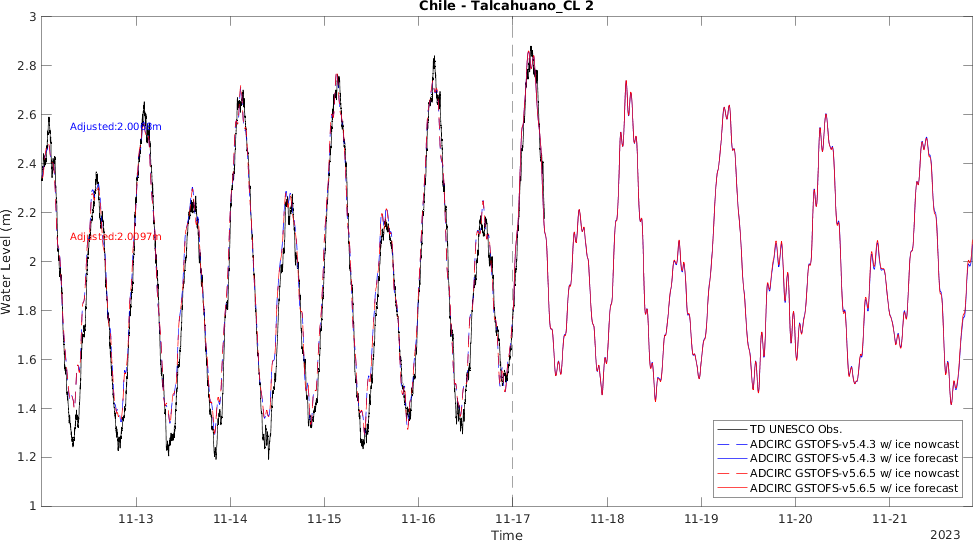 Chile - Talcahuano_CL 2
3
2.8
2.6
2.4
2.2
2
1.8
1.6
1.4
1.2
1
Water Level (m)
Adjusted:2.0097m
TD UNESCO Obs.
ADCIRC GSTOFS-v5.4.3 w/ ice nowcast
ADCIRC GSTOFS-v5.4.3 w/ ice forecast
ADCIRC GSTOFS-v5.6.5 w/ ice nowcast
ADCIRC GSTOFS-v5.6.5 w/ ice forecast
11-13 11-14 11-15 11-16 11-17 11-18 11-19 11-20 11-21
Time
2023